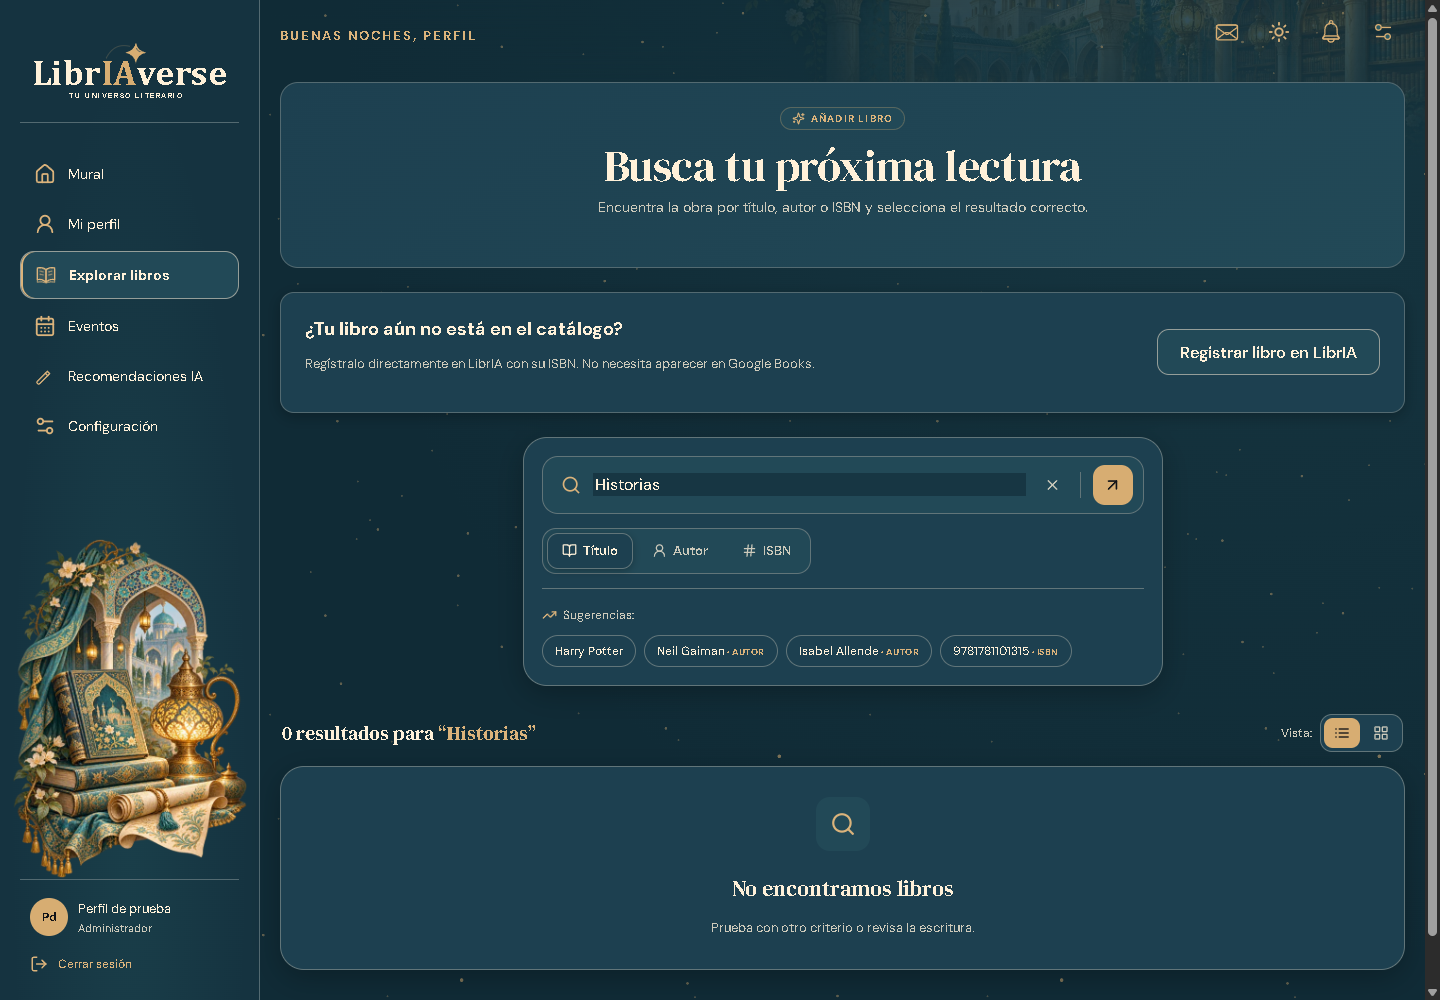 LibrIAverse
TU UNIVERSO LITERARIO
Mural
Mi perfil
Explorar libros
Eventos
Recomendaciones IA
Configuración
Pd
Perfil de prueba
Administrador
Cerrar sesión
BUENAS NOCHES, PERFIL
AÑADIR LIBRO
Busca tu próxima lectura
Encuentra la obra por título, autor o ISBN y selecciona el resultado correcto.
¿Tu libro aún no está en el catálogo?
Regístralo directamente en LibrIA con su ISBN. No necesita aparecer en Google Books.
Registrar libro en LibrIA
Historias
Título Autor ISBN
Sugerencias:
Harry Potter Neil Gaiman · AUTOR Isabel Allende · AUTOR 9781781101315 · ISBN
0 resultados para “Historias” Vista:
No encontramos libros
Prueba con otro criterio o revisa la escritura.